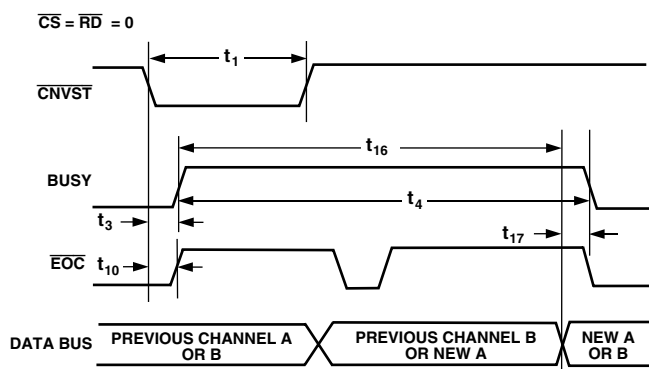 CS = RD = 0
t1
CNVST
t16
BUSY
t4
t3
t17
EOC
t10
DATA BUS
PREVIOUS CHANNEL A
OR B
PREVIOUS CHANNEL B
OR NEW A
NEW A
OR B